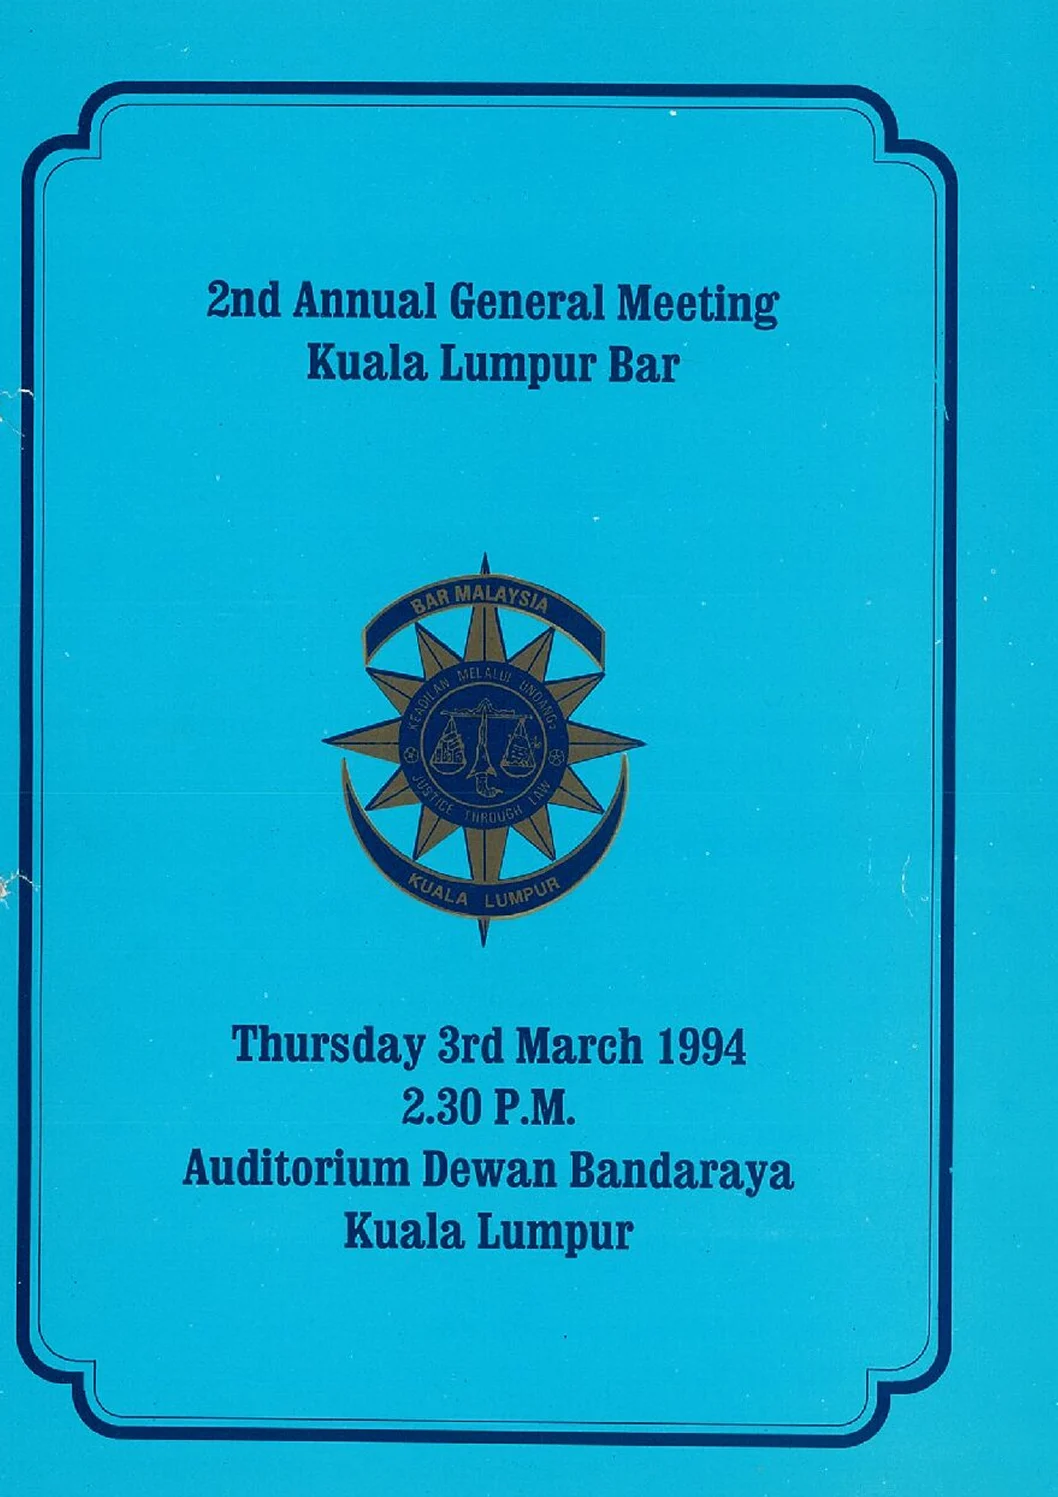 2nd Annual General Meeting
Kuala Lumpur Bar
BAR MALAYSIA
KEADILAN MELALUI UNDANG2
JUSTICE THROUGH LAW
KUALA LUMPUR
Thursday 3rd March 1994
2.30 P.M.
Auditorium Dewan Bandaraya
Kuala Lumpur